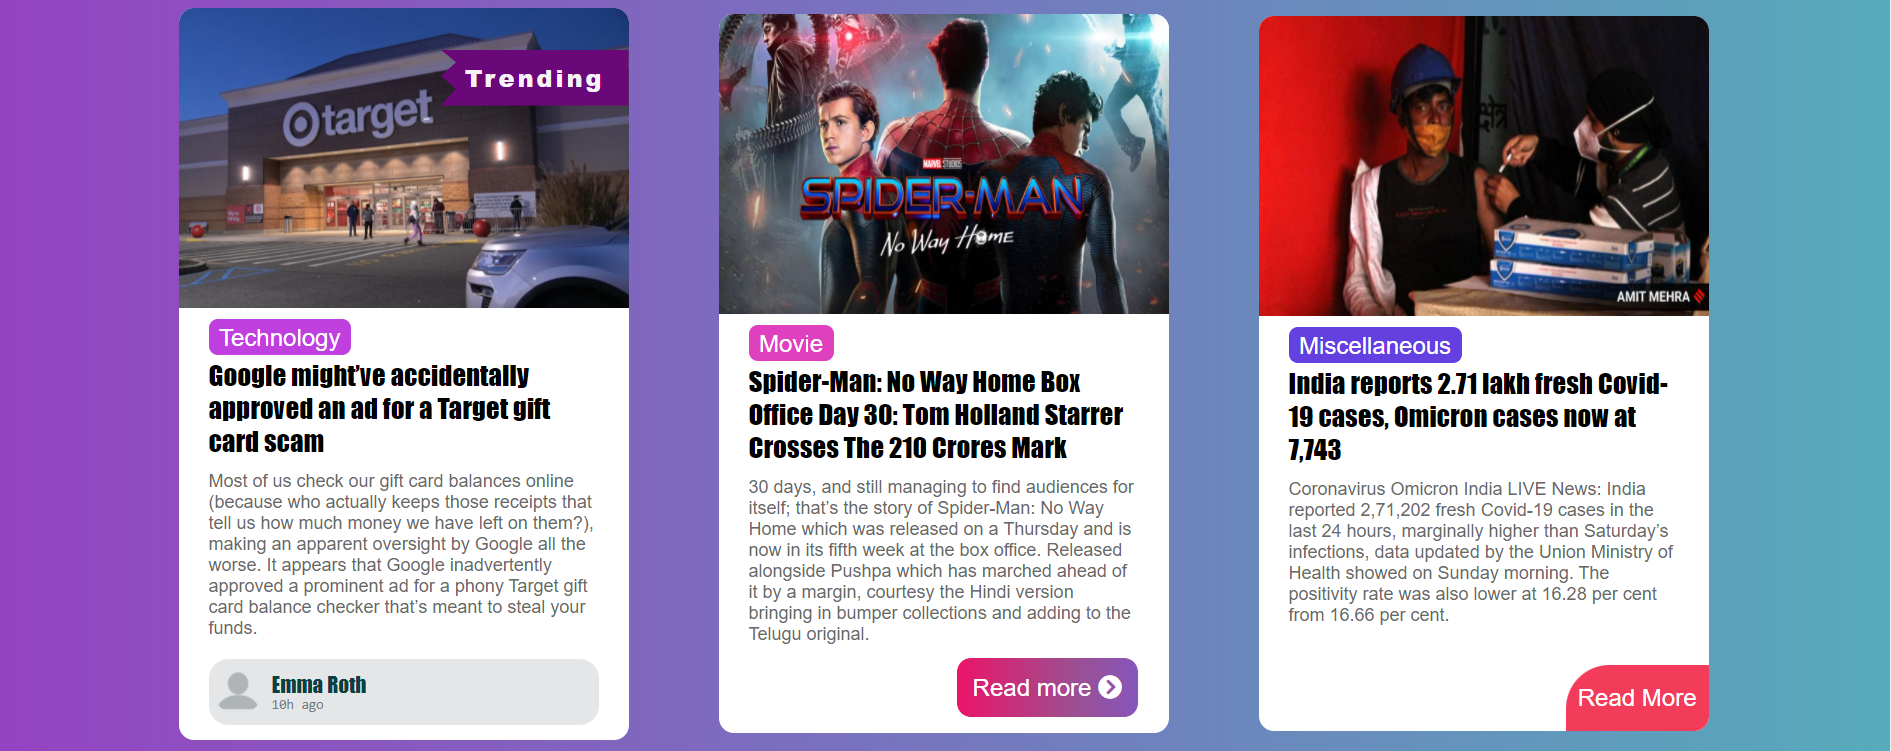 target
Trending
Technology
Google might’ve accidentally
approved an ad for a Target gift
card scam
Most of us check our gift card balances online
(because who actually keeps those receipts that
tell us how much money we have left on them?),
making an apparent oversight by Google all the
worse. It appears that Google inadvertently
approved a prominent ad for a phony Target gift
card balance checker that’s meant to steal your
funds.
Emma Roth
10h ago
MARVEL STUDIOS
SPIDER-MAN
No Way Home
Movie
Spider-Man: No Way Home Box
Office Day 30: Tom Holland Starrer
Crosses The 210 Crores Mark
30 days, and still managing to find audiences for
itself; that’s the story of Spider-Man: No Way
Home which was released on a Thursday and is
now in its fifth week at the box office. Released
alongside Pushpa which has marched ahead of
it by a margin, courtesy the Hindi version
bringing in bumper collections and adding to the
Telugu original.
Read more
AMIT MEHRA
Miscellaneous
India reports 2.71 lakh fresh Covid-
19 cases, Omicron cases now at
7,743
Coronavirus Omicron India LIVE News: India
reported 2,71,202 fresh Covid-19 cases in the
last 24 hours, marginally higher than Saturday’s
infections, data updated by the Union Ministry of
Health showed on Sunday morning. The
positivity rate was also lower at 16.28 per cent
from 16.66 per cent.
Read More